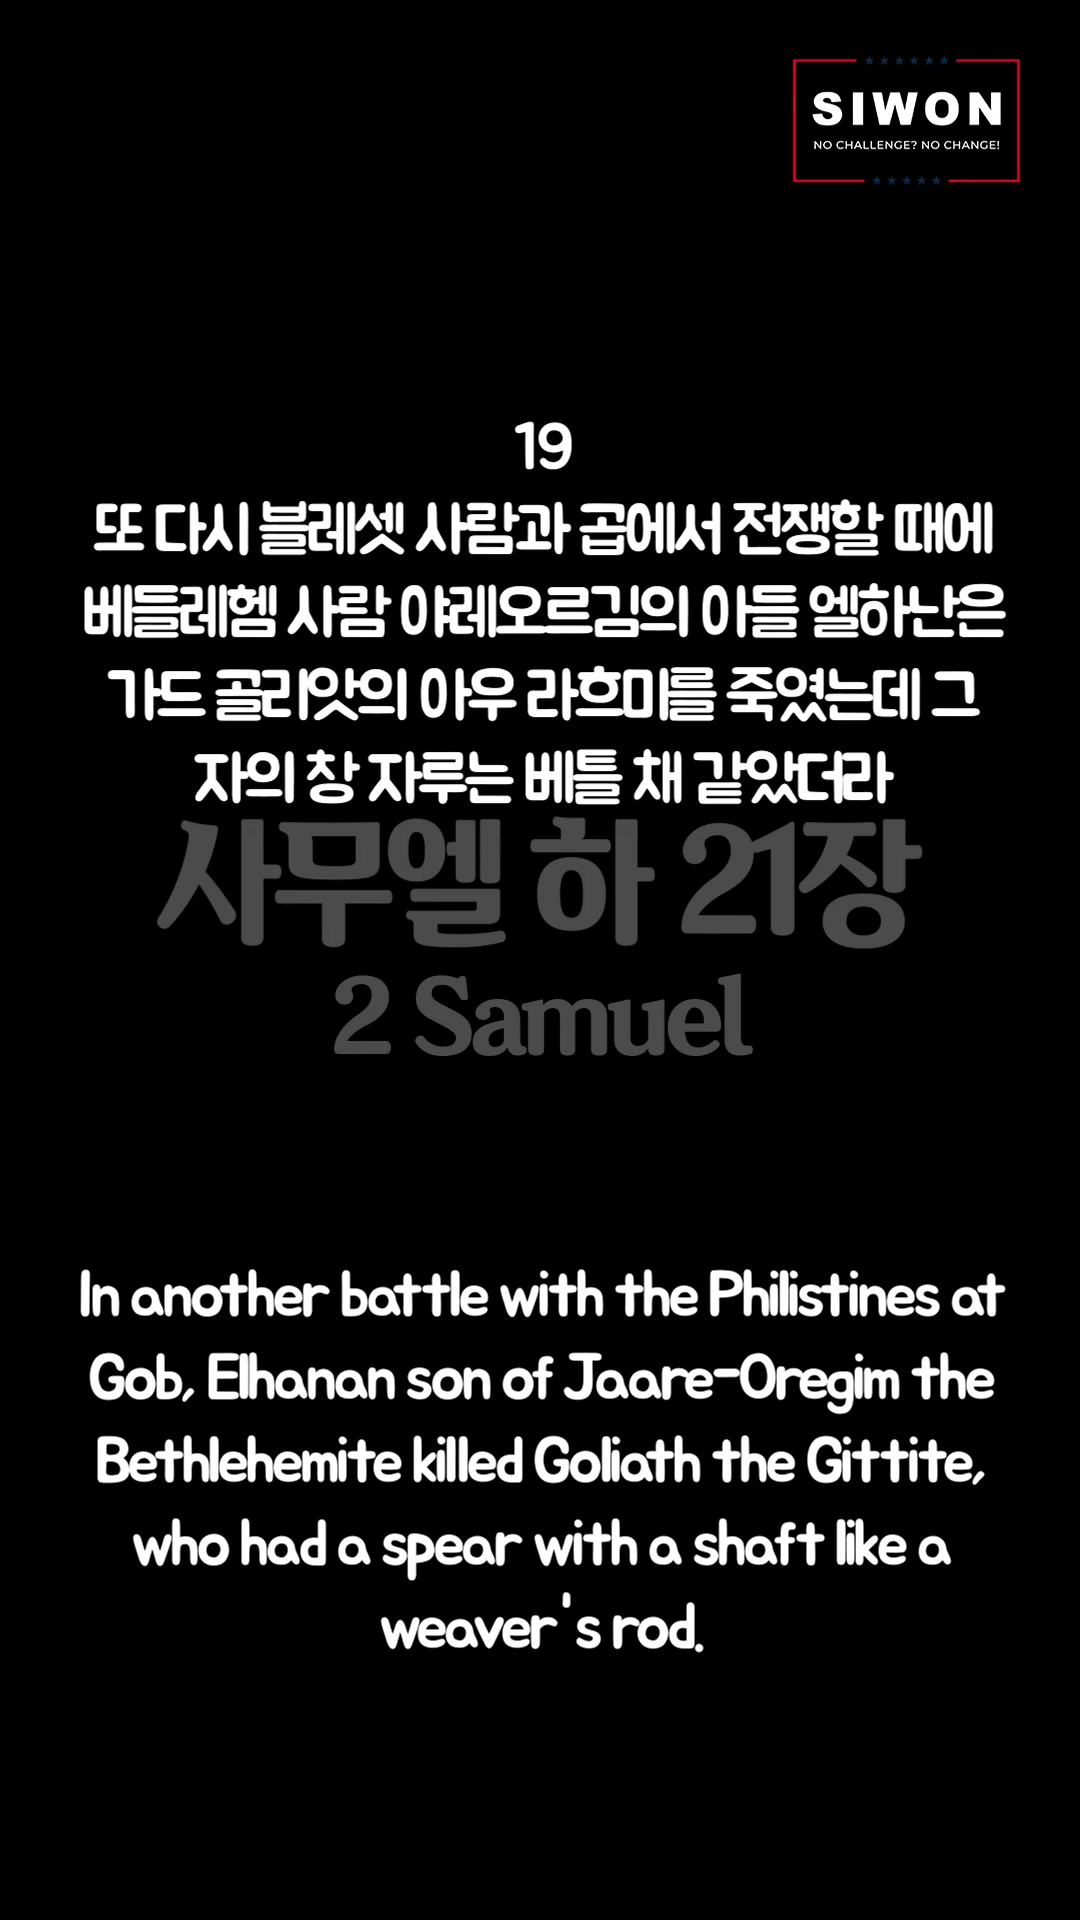 SIWON
NO CHALLENGE? NO CHANGE!
19
또 다시 블레셋 사람과 곱에서 전쟁할 때에
베들레헴 사람 야레오르김의 아들 엘하난은
가드 골리앗의 아우 라흐미를 죽였는데 그
자의 창 자루는 베틀 채 같았더라
사무엘 하 21장
2 Samuel
In another battle with the Philistines at
Gob, Elhanan son of Jaare-Oregim the
Bethlehemite killed Goliath the Gittite,
who had a spear with a shaft like a
weaver's rod.